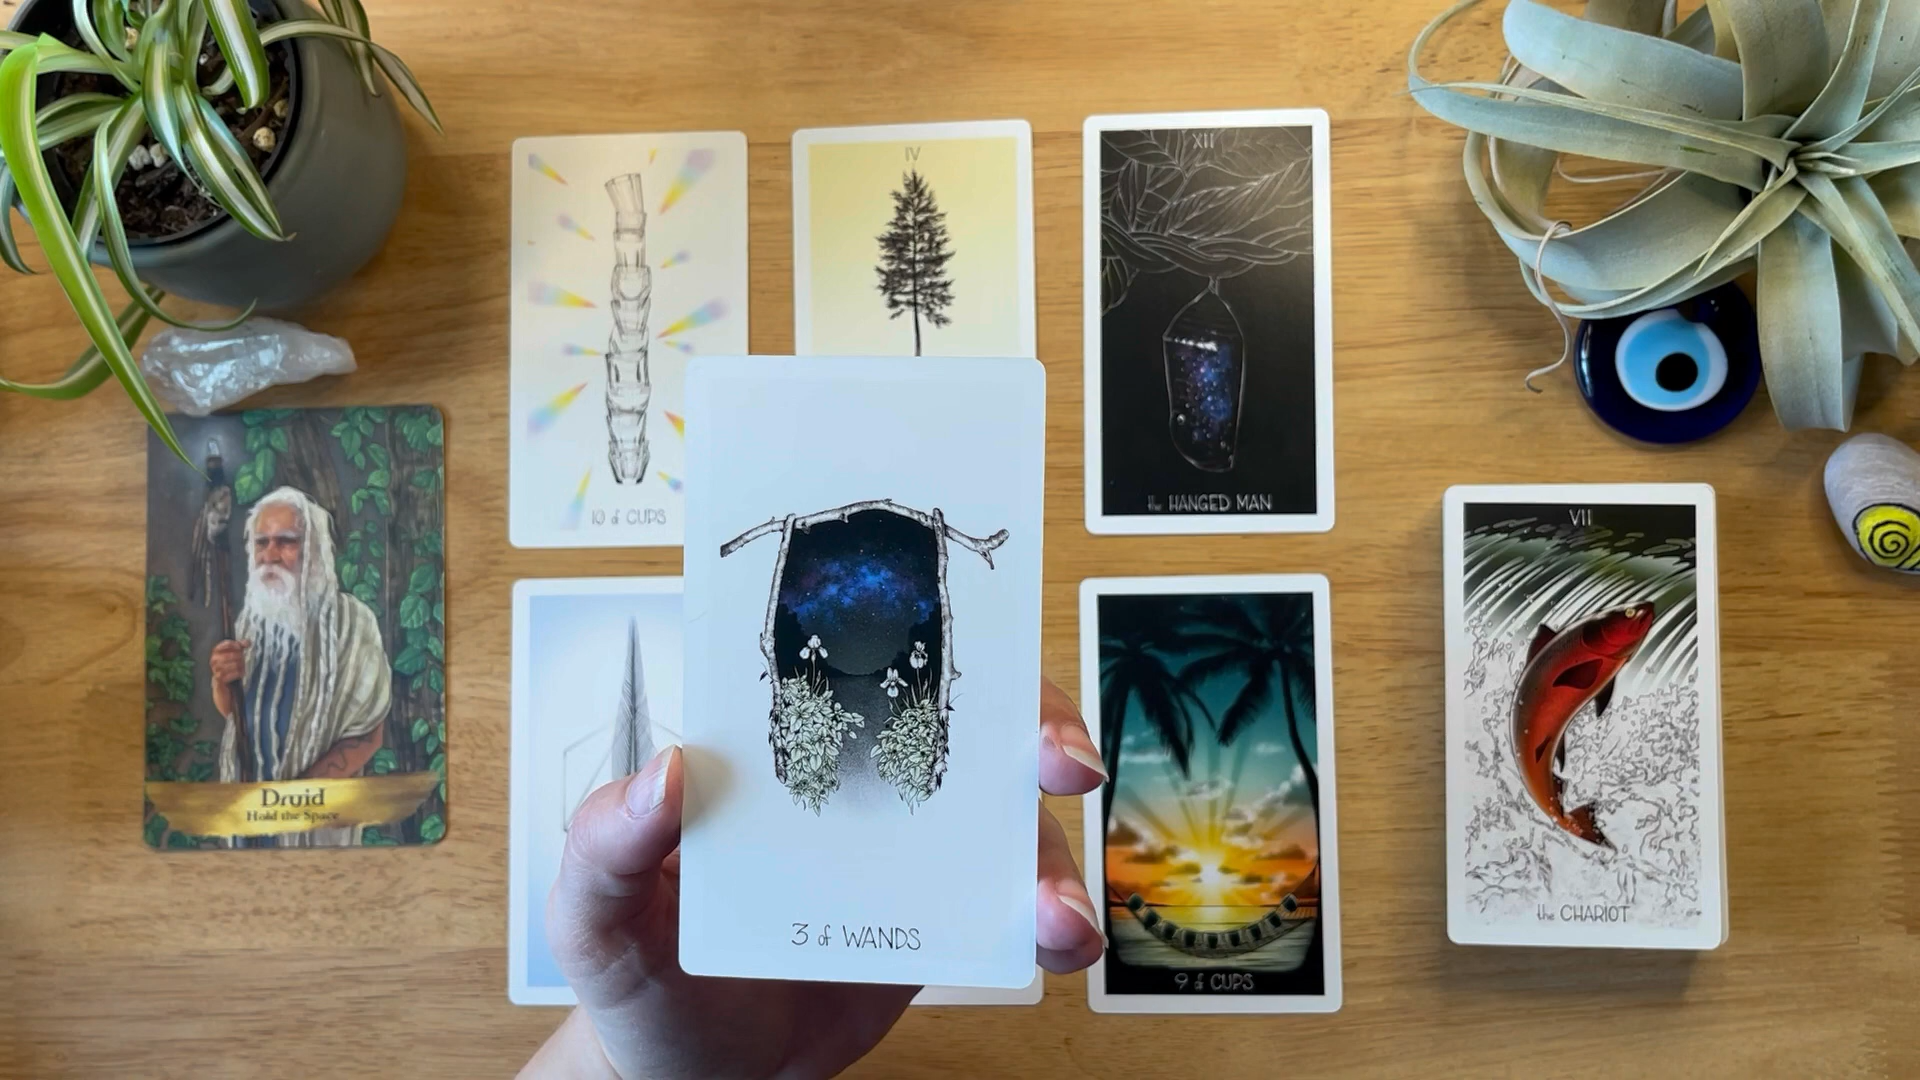 10 of CUPS
IV
XII
the HANGED MAN
Druid
Hold the Space
3 of WANDS
9 of CUPS
VII
the CHARIOT